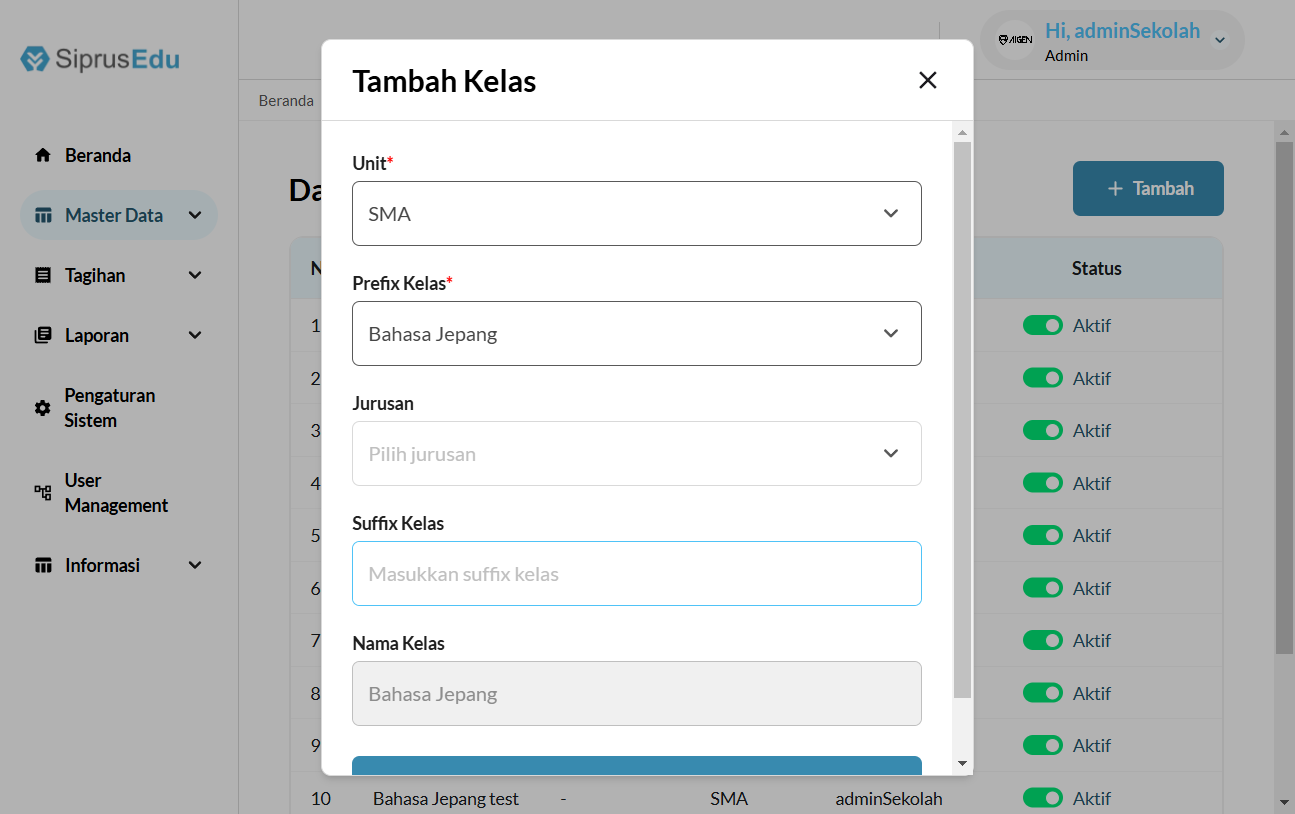 SiprusEdu
AIGEN
Hi, adminSekolah
Admin
Beranda
Beranda
Master Data
Tagihan
Laporan
Pengaturan
Sistem
User
Management
Informasi
+ Tambah
Status
Tambah Kelas
Unit*
SMA
Prefix Kelas*
Bahasa Jepang
Jurusan
Pilih jurusan
Suffix Kelas
Masukkan suffix kelas
Nama Kelas
Bahasa Jepang
1 Aktif
2 Aktif
3 Aktif
4 Aktif
5 Aktif
6 Aktif
7 Aktif
8 Aktif
9 Aktif
10 Bahasa Jepang test - SMA adminSekolah Aktif